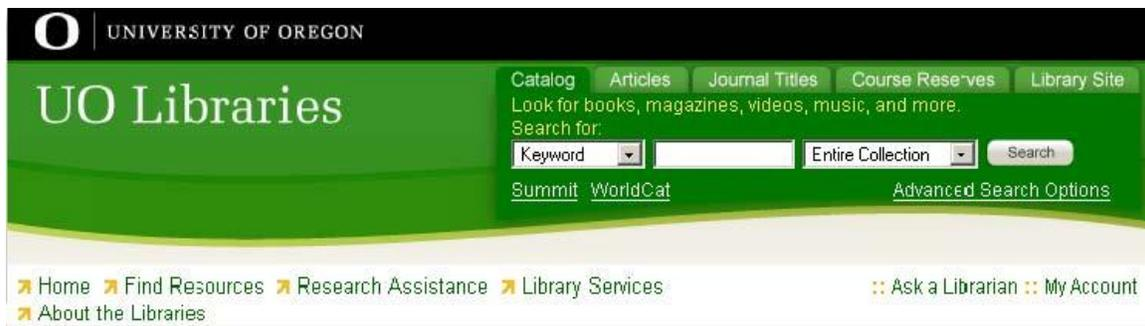 O UNIVERSITY OF OREGON
UO Libraries
Catalog Articles Journal Titles Course Reserves Library Site
Look for books, magazines, videos, music, and more.
Search for:
Keyword Entire Collection Search
Summit WorldCat Advanced Search Options
Home Find Resources Research Assistance Library Services :: Ask a Librarian :: My Account
About the Libraries